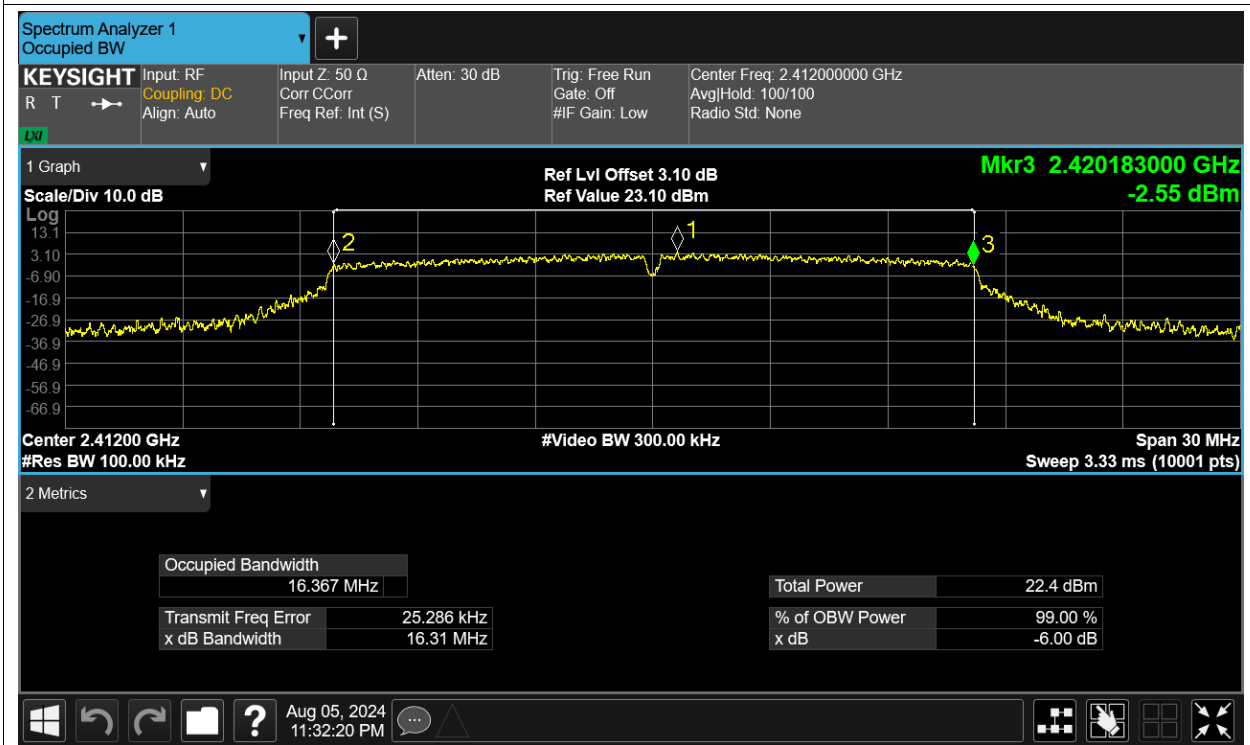 Spectrum Analyzer 1
Occupied BW
KEYSIGHT
R T
LXI
Input: RF
Coupling: DC
Align: Auto
Input Z: 50 Ω
Corr CCorr
Freq Ref: Int (S)
Atten: 30 dB
Trig: Free Run
Gate: Off
#IF Gain: Low
Center Freq: 2.412000000 GHz
Avg|Hold: 100/100
Radio Std: None
1 Graph
Scale/Div 10.0 dB
Ref Lvl Offset 3.10 dB
Ref Value 23.10 dBm
Mkr3 2.420183000 GHz
-2.55 dBm
Log
13.1
3.10
-6.90
-16.9
-26.9
-36.9
-46.9
-56.9
-66.9
2
1
3
Center 2.41200 GHz
#Res BW 100.00 kHz
#Video BW 300.00 kHz
Span 30 MHz
Sweep 3.33 ms (10001 pts)
2 Metrics
Occupied Bandwidth
16.367 MHz
Transmit Freq Error 25.286 kHz
x dB Bandwidth 16.31 MHz
Total Power 22.4 dBm
% of OBW Power 99.00 %
x dB -6.00 dB
?
Aug 05, 2024
11:32:20 PM